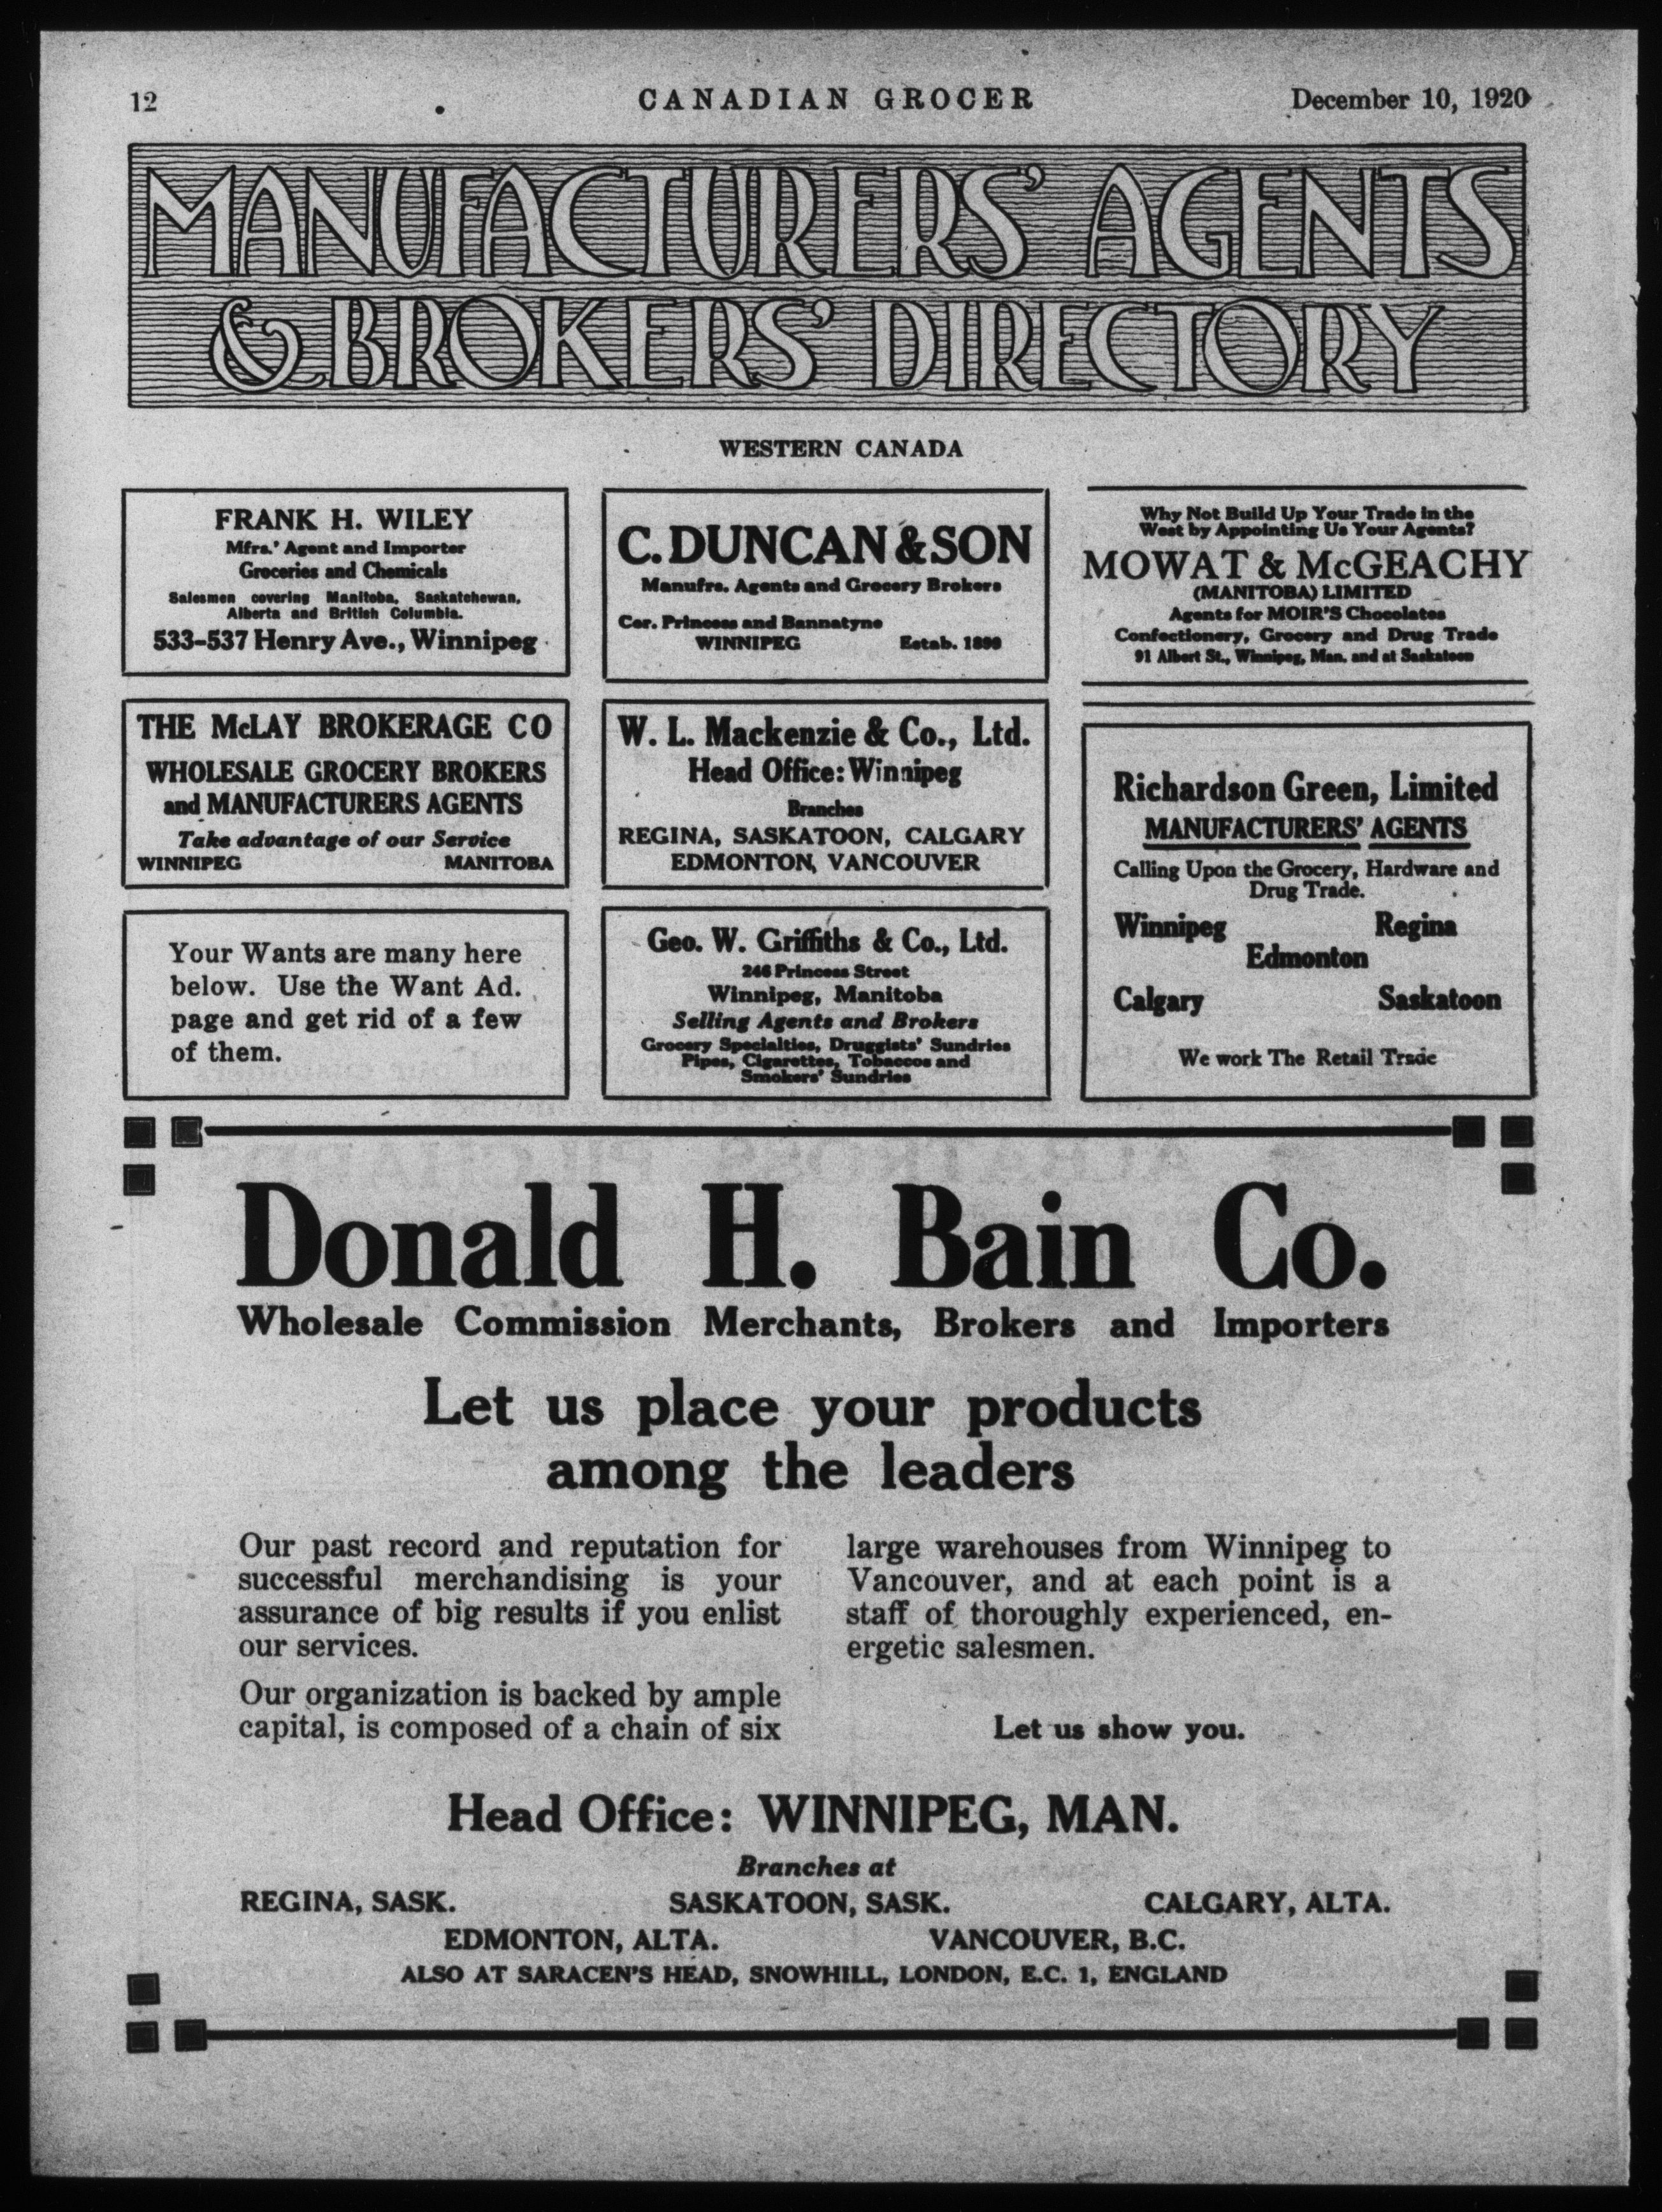 12
CANADIAN GROCER
December 10, 1920
MANUFACTURERS' AGENTS
& BROKERS' DIRECTORY
WESTERN CANADA
FRANK H. WILEY
Mfrs.' Agent and Importer
Groceries and Chemicals
Salesmen covering Manitoba, Saskatchewan,
Alberta and British Columbia.
533-537 Henry Ave., Winnipeg
THE McLAY BROKERAGE CO
WHOLESALE GROCERY BROKERS
and MANUFACTURERS AGENTS
Take advantage of our Service
WINNIPEG MANITOBA
Your Wants are many here
below. Use the Want Ad.
page and get rid of a few
of them.
C. DUNCAN & SON
Manufrs. Agents and Grocery Brokers
Cor. Princess and Bannatyne
WINNIPEG Estab. 1899
W. L. Mackenzie & Co., Ltd.
Head Office: Winnipeg
Branches
REGINA, SASKATOON, CALGARY
EDMONTON, VANCOUVER
Geo. W. Griffiths & Co., Ltd.
246 Princess Street
Winnipeg, Manitoba
Selling Agents and Brokers
Grocery Specialties, Druggists' Sundries
Pipes, Cigarettes, Tobaccos and
Smokers' Sundries
Why Not Build Up Your Trade in the
West by Appointing Us Your Agents?
MOWAT & McGEACHY
(MANITOBA) LIMITED
Agents for MOIR'S Chocolates
Confectionery, Grocery and Drug Trade
91 Albert St., Winnipeg, Man. and at Saskatoon
Richardson Green, Limited
MANUFACTURERS' AGENTS
Calling Upon the Grocery, Hardware and
Drug Trade.
Winnipeg Regina
Edmonton
Calgary Saskatoon
We work The Retail Trade
Donald H. Bain Co.
Wholesale Commission Merchants, Brokers and Importers
Let us place your products
among the leaders
Our past record and reputation for
successful merchandising is your
assurance of big results if you enlist
our services.
Our organization is backed by ample
capital, is composed of a chain of six
large warehouses from Winnipeg to
Vancouver, and at each point is a
staff of thoroughly experienced, en-
ergetic salesmen.
Let us show you.
Head Office: WINNIPEG, MAN.
Branches at
REGINA, SASK. SASKATOON, SASK. CALGARY, ALTA.
EDMONTON, ALTA. VANCOUVER, B.C.
ALSO AT SARACEN'S HEAD, SNOWHILL, LONDON, E.C. 1, ENGLAND